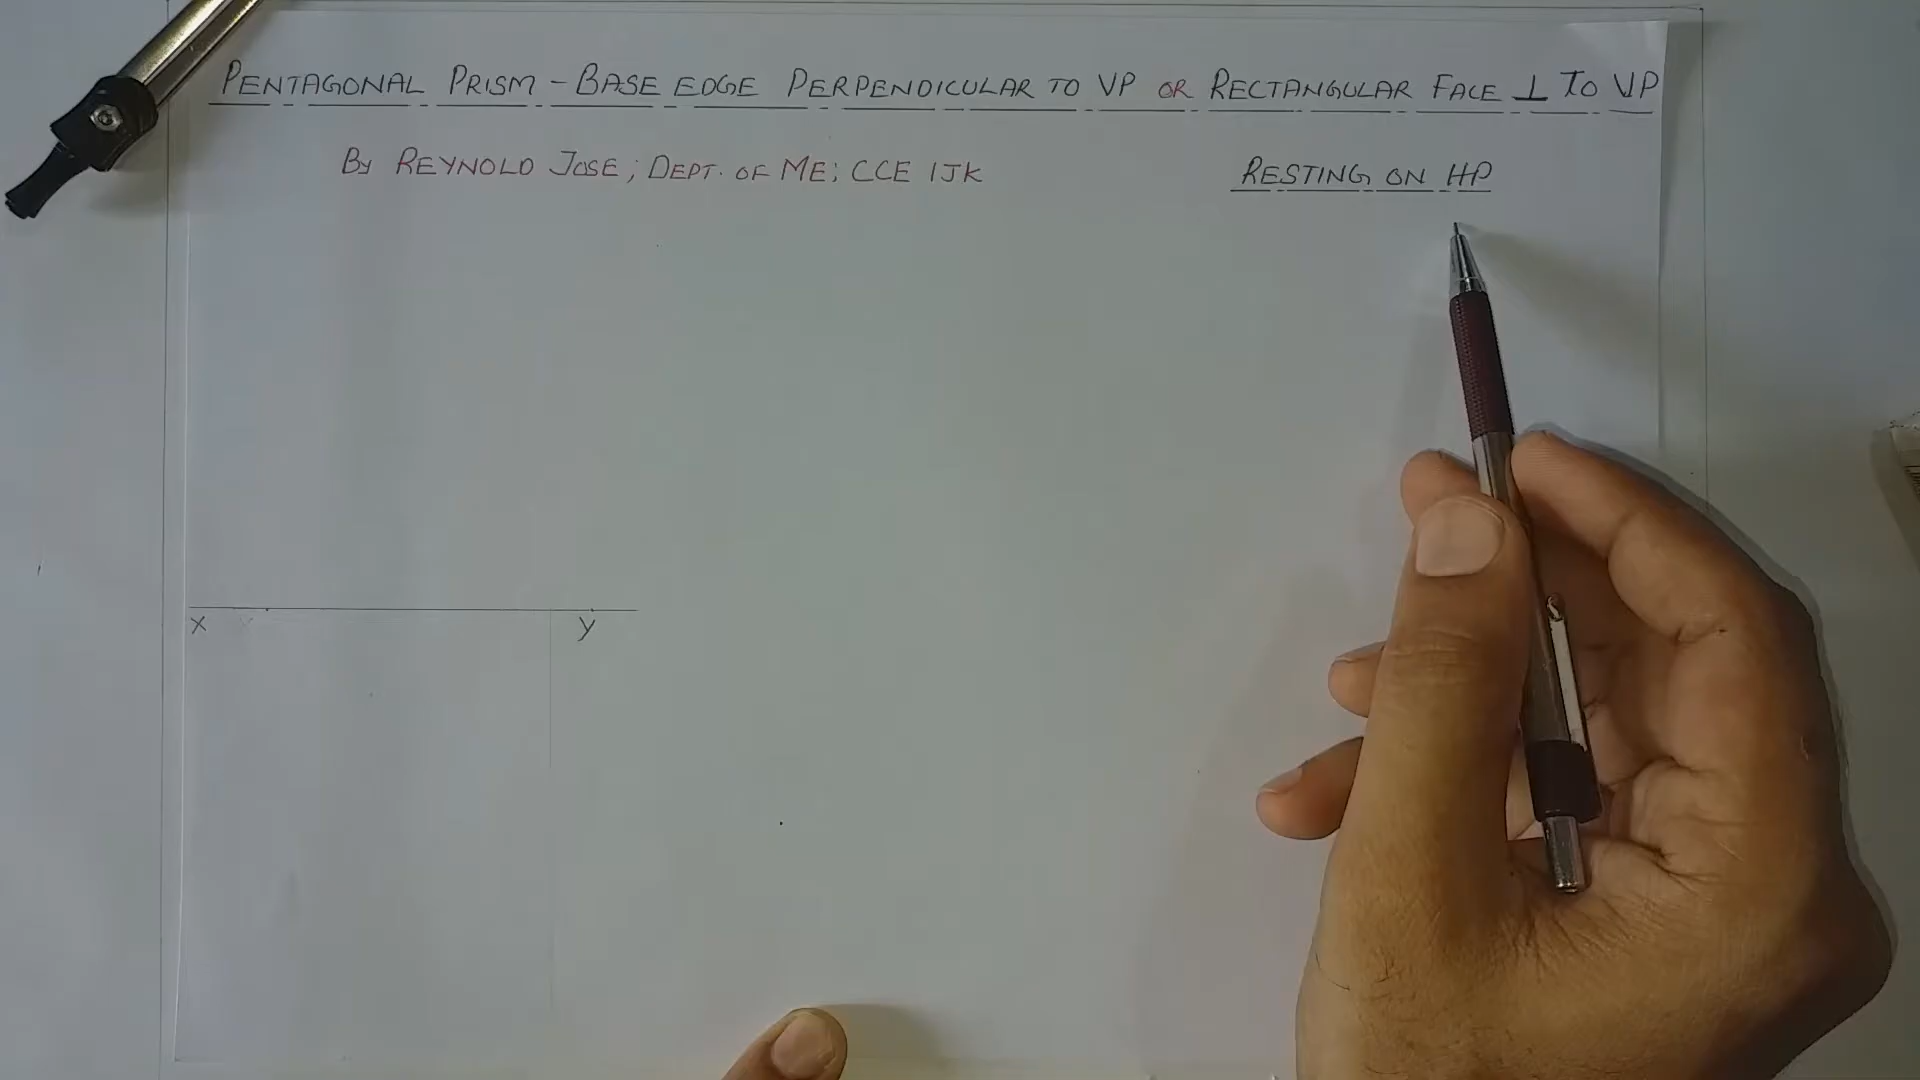 PENTAGONAL PRISM - BASE EDGE PERPENDICULAR TO VP OR RECTANGULAR FACE ⊥ TO VP
By REYNOLD JOSE; DEPT. OF ME; CCE IJK
RESTING ON HP
X Y